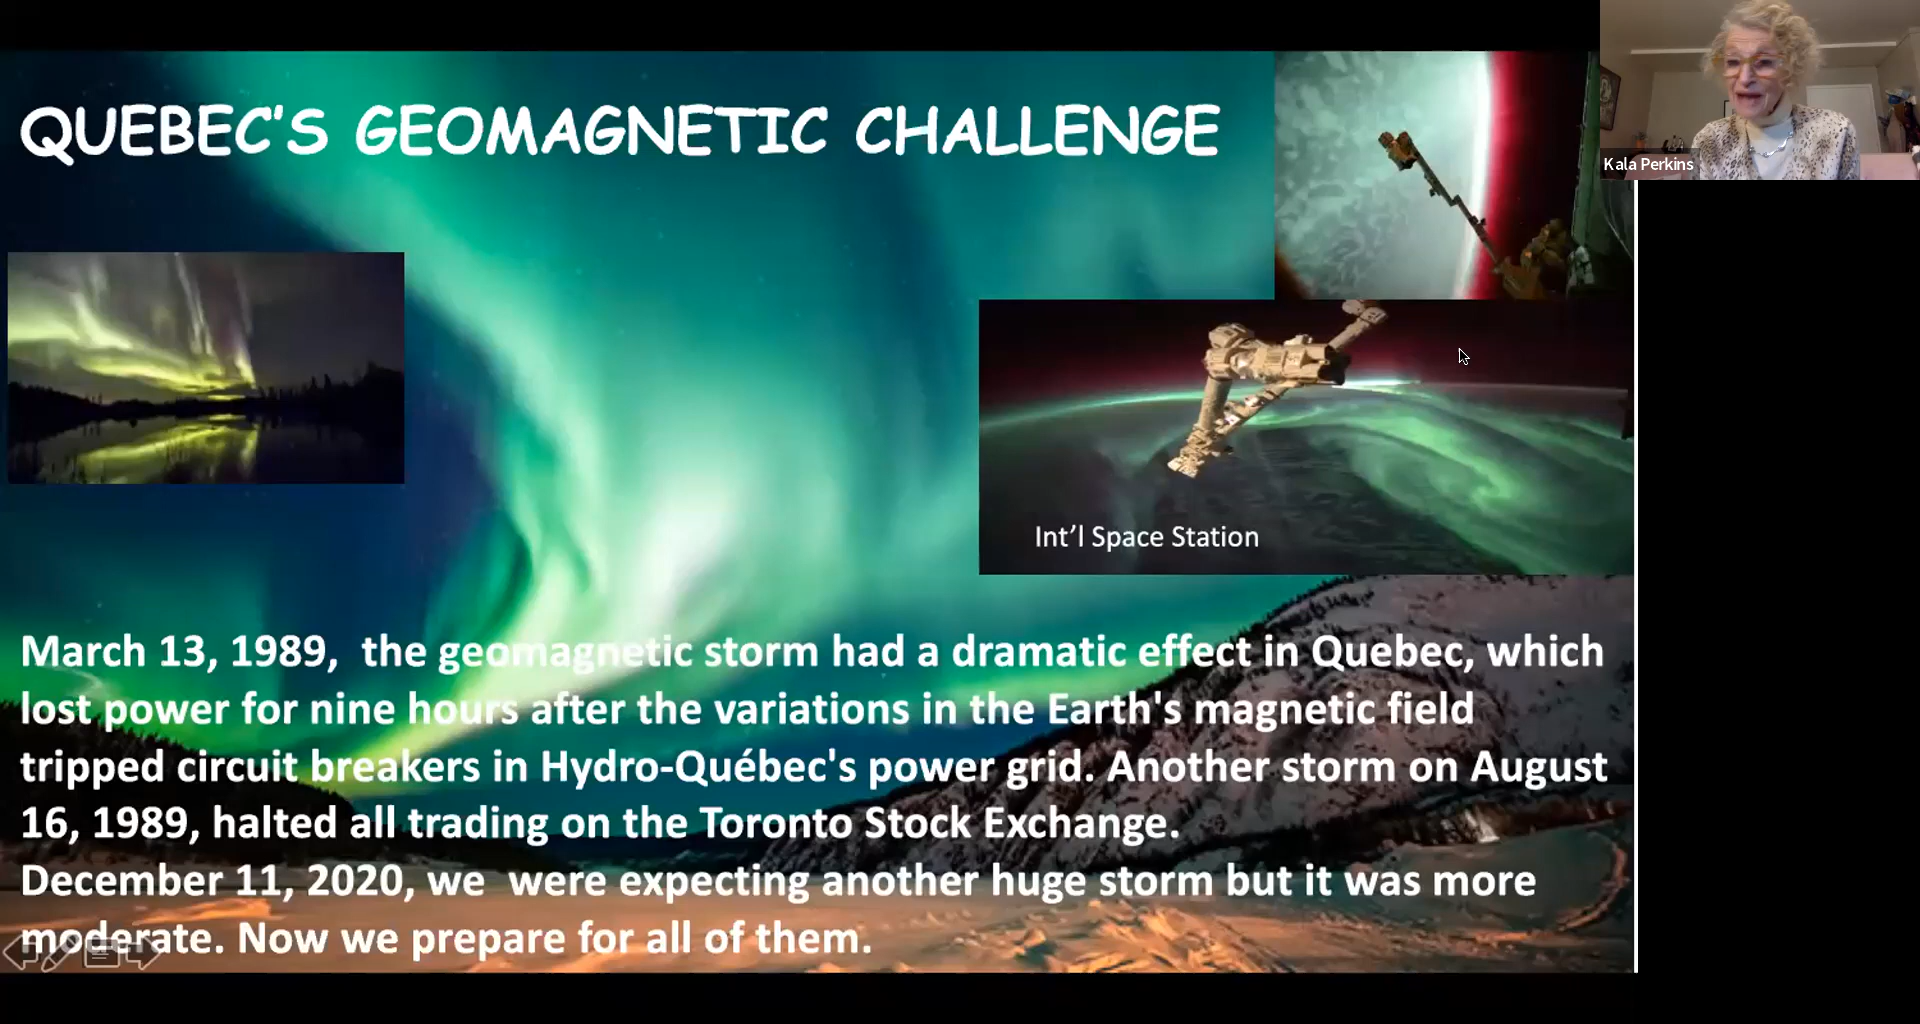 QUEBEC'S GEOMAGNETIC CHALLENGE
Kala Perkins
Int'l Space Station
March 13, 1989,  the geomagnetic storm had a dramatic effect in Quebec, which
lost power for nine hours after the variations in the Earth's magnetic field
tripped circuit breakers in Hydro-Québec's power grid. Another storm on August
16, 1989, halted all trading on the Toronto Stock Exchange.
December 11, 2020, we  were expecting another huge storm but it was more
moderate. Now we prepare for all of them.